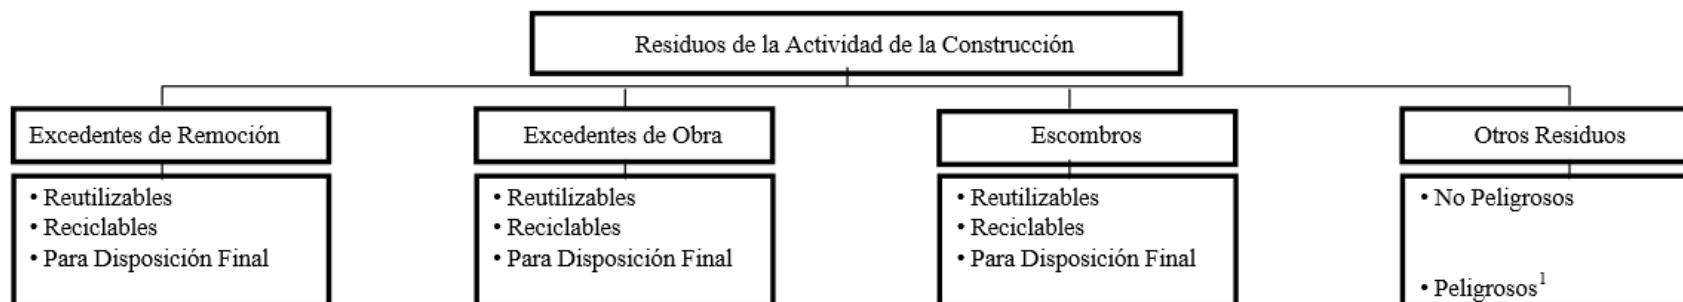 Residuos de la Actividad de la Construcción
Excedentes de Remoción
Excedentes de Obra
Escombros
Otros Residuos
• Reutilizables
• Reciclables
• Para Disposición Final
• Reutilizables
• Reciclables
• Para Disposición Final
• Reutilizables
• Reciclables
• Para Disposición Final
• No Peligrosos
• Peligrosos¹